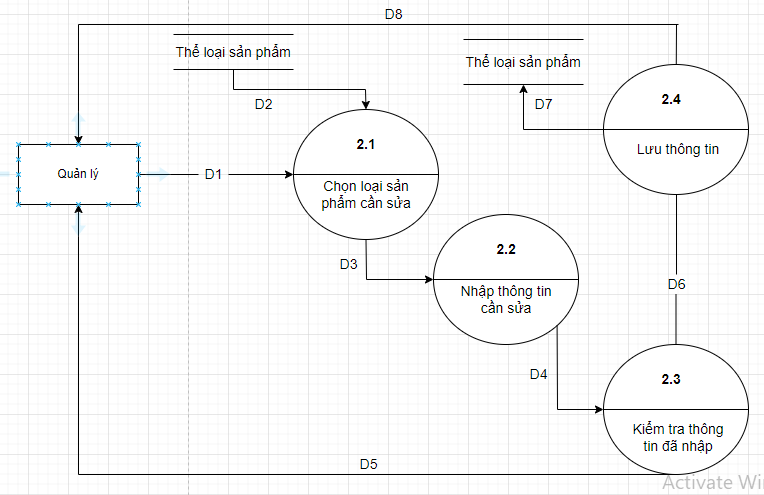 D8
Thể loại sản phẩm
Thể loại sản phẩm
D2
D7
2.4
Lưu thông tin
2.1
Chọn loại sản
phẩm cần sửa
Quản lý
D1
D3
2.2
Nhập thông tin
cần sửa
D6
D4
2.3
Kiểm tra thông
tin đã nhập
D5
Activate Wi